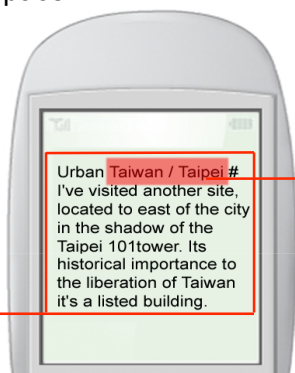 Urban Taiwan / Taipei #
I've visited another site,
located to east of the city
in the shadow of the
Taipei 101tower. Its
historical importance to
the liberation of Taiwan
it's a listed building.